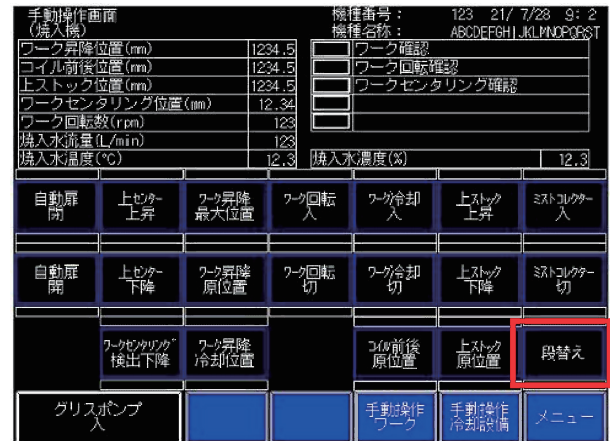 手動操作画面
(焼入機)
機種番号: 123 21/ 7/28 9: 2
機種名称: ABCDEFGHIJKLMNOPQRST
ワーク昇降位置(mm) 1234.5
コイル前後位置(mm) 1234.5
上ストック位置(mm) 1234.5
ワークセンタリング位置(mm) 12.34
ワーク回転数(rpm) 123
焼入水流量(L/min) 123
焼入水温度(℃) 12.3
ワーク確認
ワーク回転確認
ワークセンタリング確認
焼入水濃度(%) 12.3
自動扉
閉
上センター
上昇
ワーク昇降
最大位置
ワーク回転
入
ワーク冷却
入
上ストック
上昇
ミストコレクター
入
自動扉
開
上センター
下降
ワーク昇降
原位置
ワーク回転
切
ワーク冷却
切
上ストック
下降
ミストコレクター
切
ワークセンタリング
検出下降
ワーク昇降
冷却位置
コイル前後
原位置
上ストック
原位置
段替え
グリスポンプ
入
手動操作
ワーク
手動操作
冷却設備
メニュー